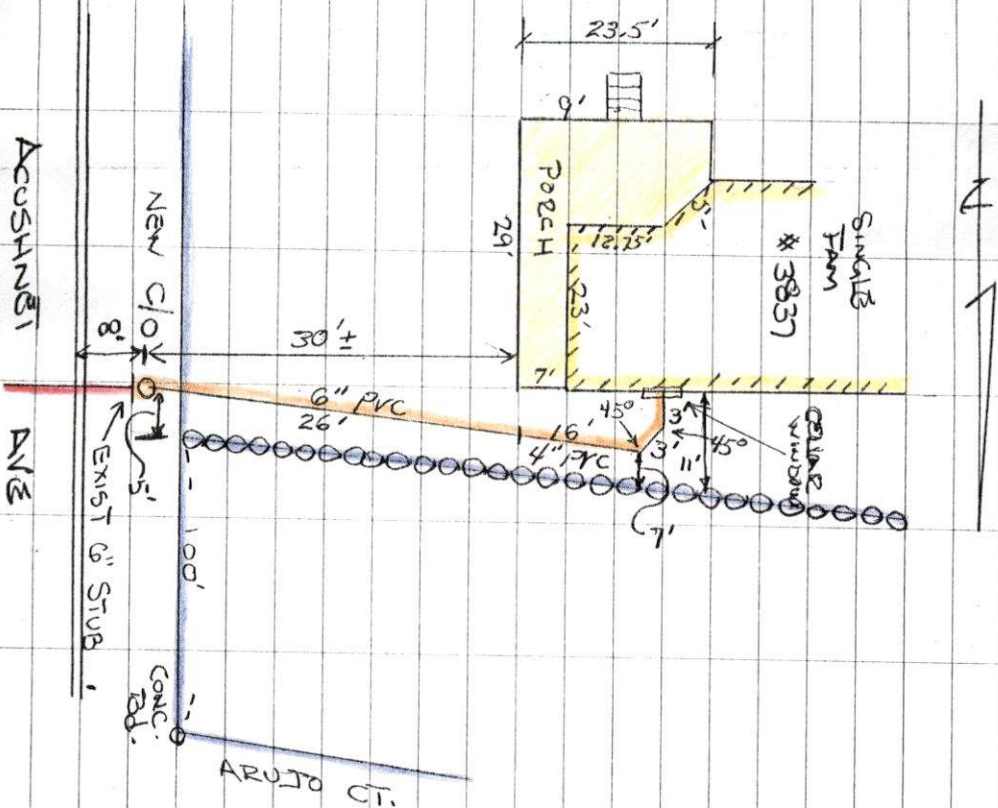 23.5'
9'
PORCH
29'
5'
12.75'
23'
SINGLE
FAM
# 3837
N
7'
NEW C/O
8'
30'±
6" PVC
26'
16'
4" PVC
45°
3'
3'
45°
11'
CELLAR
WINDOW
7'
5'
EXIST 6" STUB
ACUSHNET AVE
100'
CONC.
Bd.
ARUJO CT.